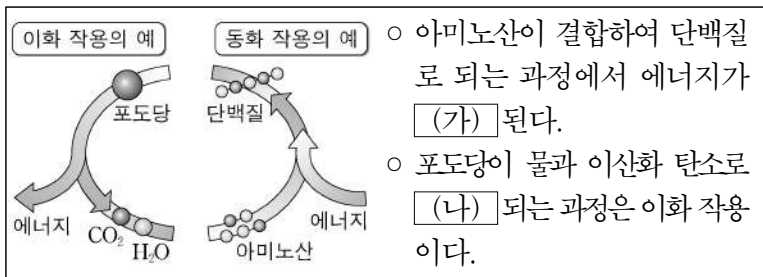 이화 작용의 예
동화 작용의 예
포도당
단백질
에너지
CO₂
H₂O
아미노산
에너지
○ 아미노산이 결합하여 단백질
로 되는 과정에서 에너지가
(가) 된다.
○ 포도당이 물과 이산화 탄소로
(나) 되는 과정은 이화 작용
이다.